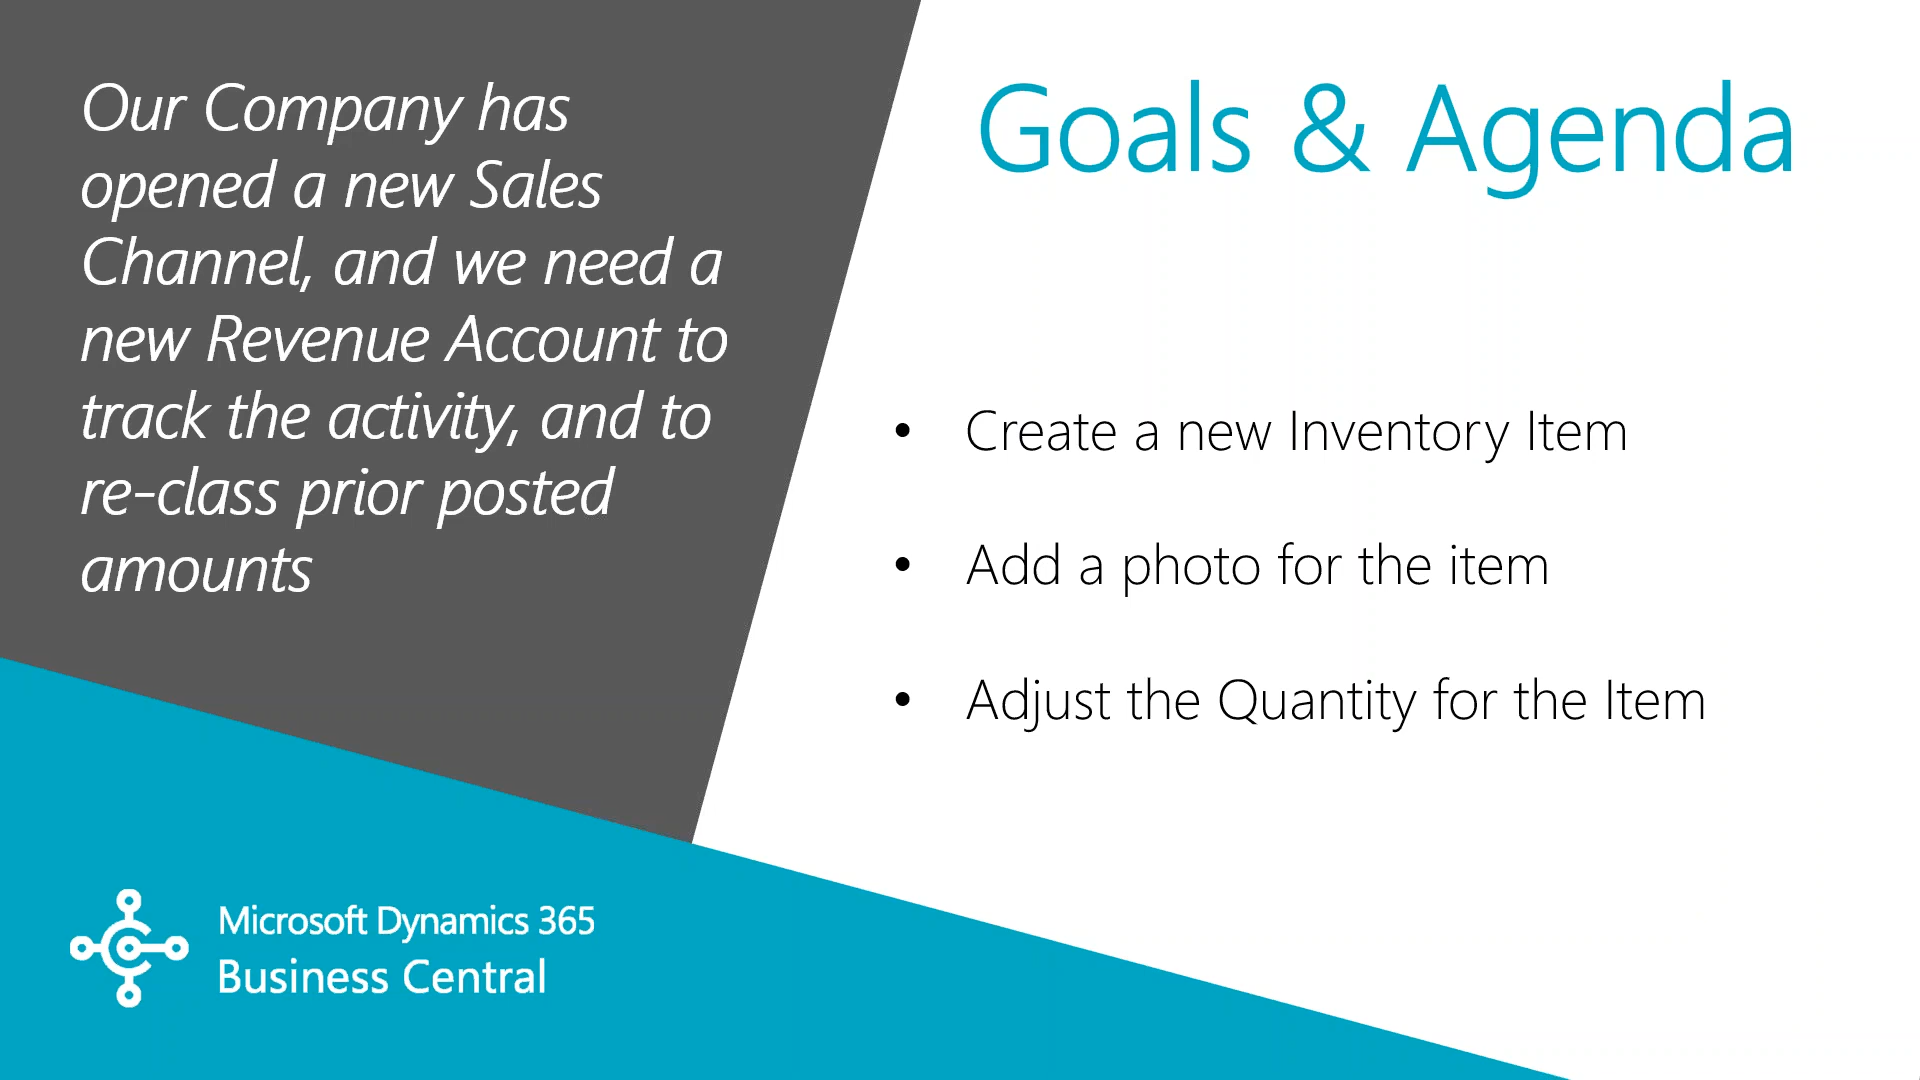 Our Company has
opened a new Sales
Channel, and we need a
new Revenue Account to
track the activity, and to
re-class prior posted
amounts
Goals & Agenda
• Create a new Inventory Item
• Add a photo for the item
• Adjust the Quantity for the Item
Microsoft Dynamics 365
Business Central